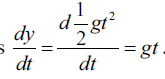 s dy/dt = d 1/2 gt² / dt = gt .